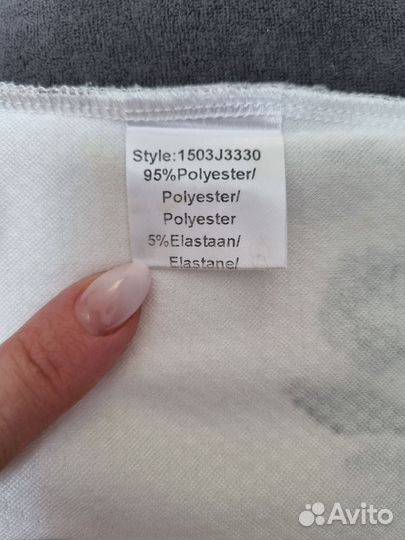 Style:1503J3330
95%Polyester/
Polyester/
Polyester
5%Elastaan/
Elastane/
Avito